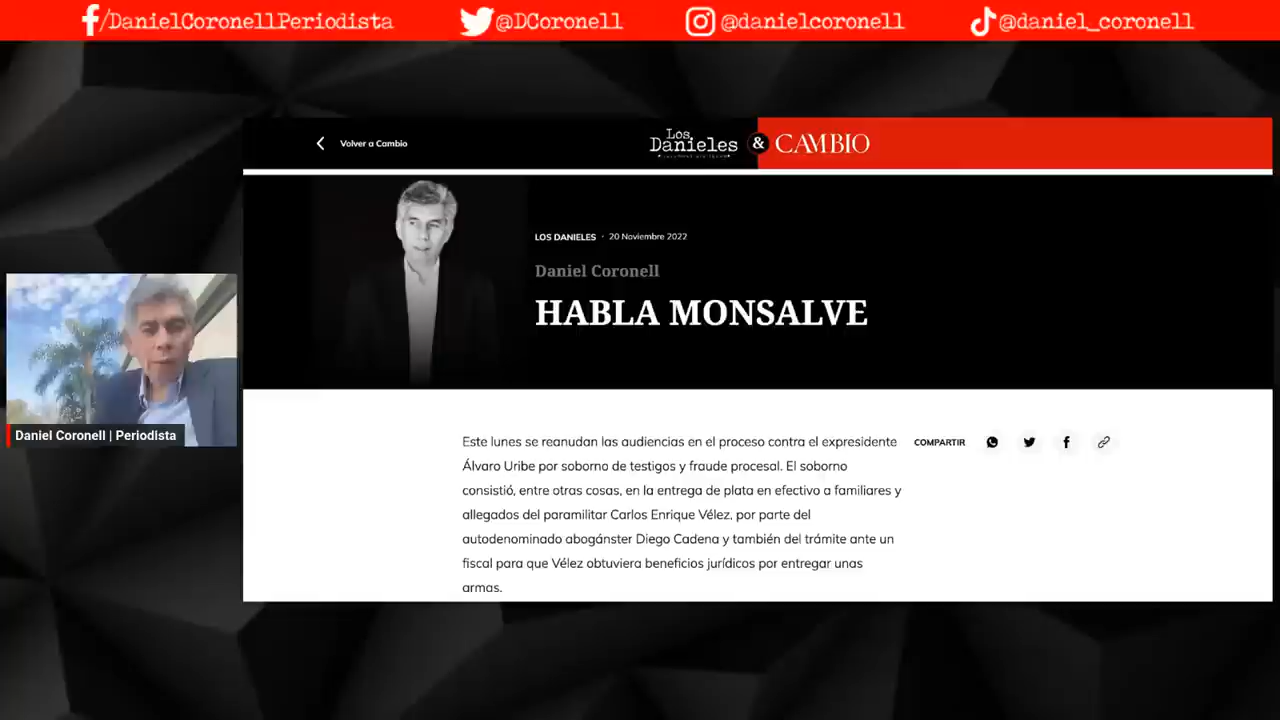 /DanielCoronellPeriodista
@DCoronell
@danielcoronell
@daniel_coronell
Volver a Cambio
Los
Danieles
&
CAMBIO
LOS DANIELES · 20 Noviembre 2022
Daniel Coronell
HABLA MONSALVE
Daniel Coronell | Periodista
Este lunes se reanudan las audiencias en el proceso contra el expresidente
Álvaro Uribe por soborno de testigos y fraude procesal. El soborno
consistió, entre otras cosas, en la entrega de plata en efectivo a familiares y
allegados del paramilitar Carlos Enrique Vélez, por parte del
autodenominado abogánster Diego Cadena y también del trámite ante un
fiscal para que Vélez obtuviera beneficios jurídicos por entregar unas
armas.
COMPARTIR